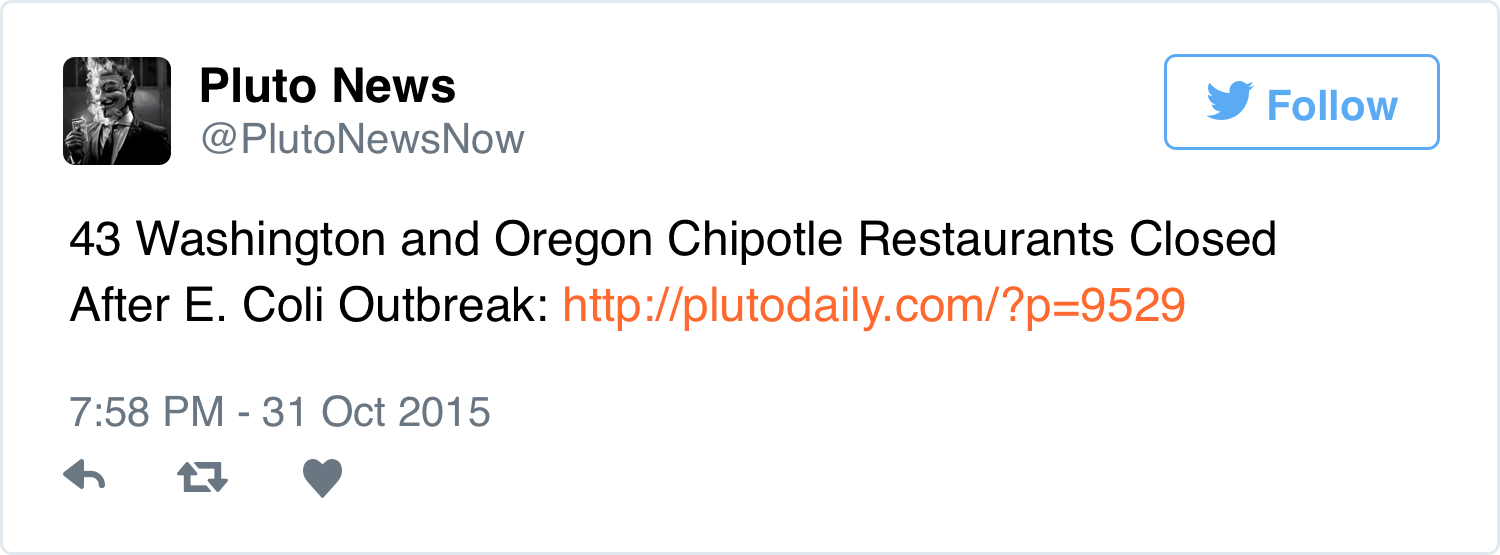 Pluto News
@PlutoNewsNow
Follow
43 Washington and Oregon Chipotle Restaurants Closed
After E. Coli Outbreak: http://plutodaily.com/?p=9529
7:58 PM - 31 Oct 2015